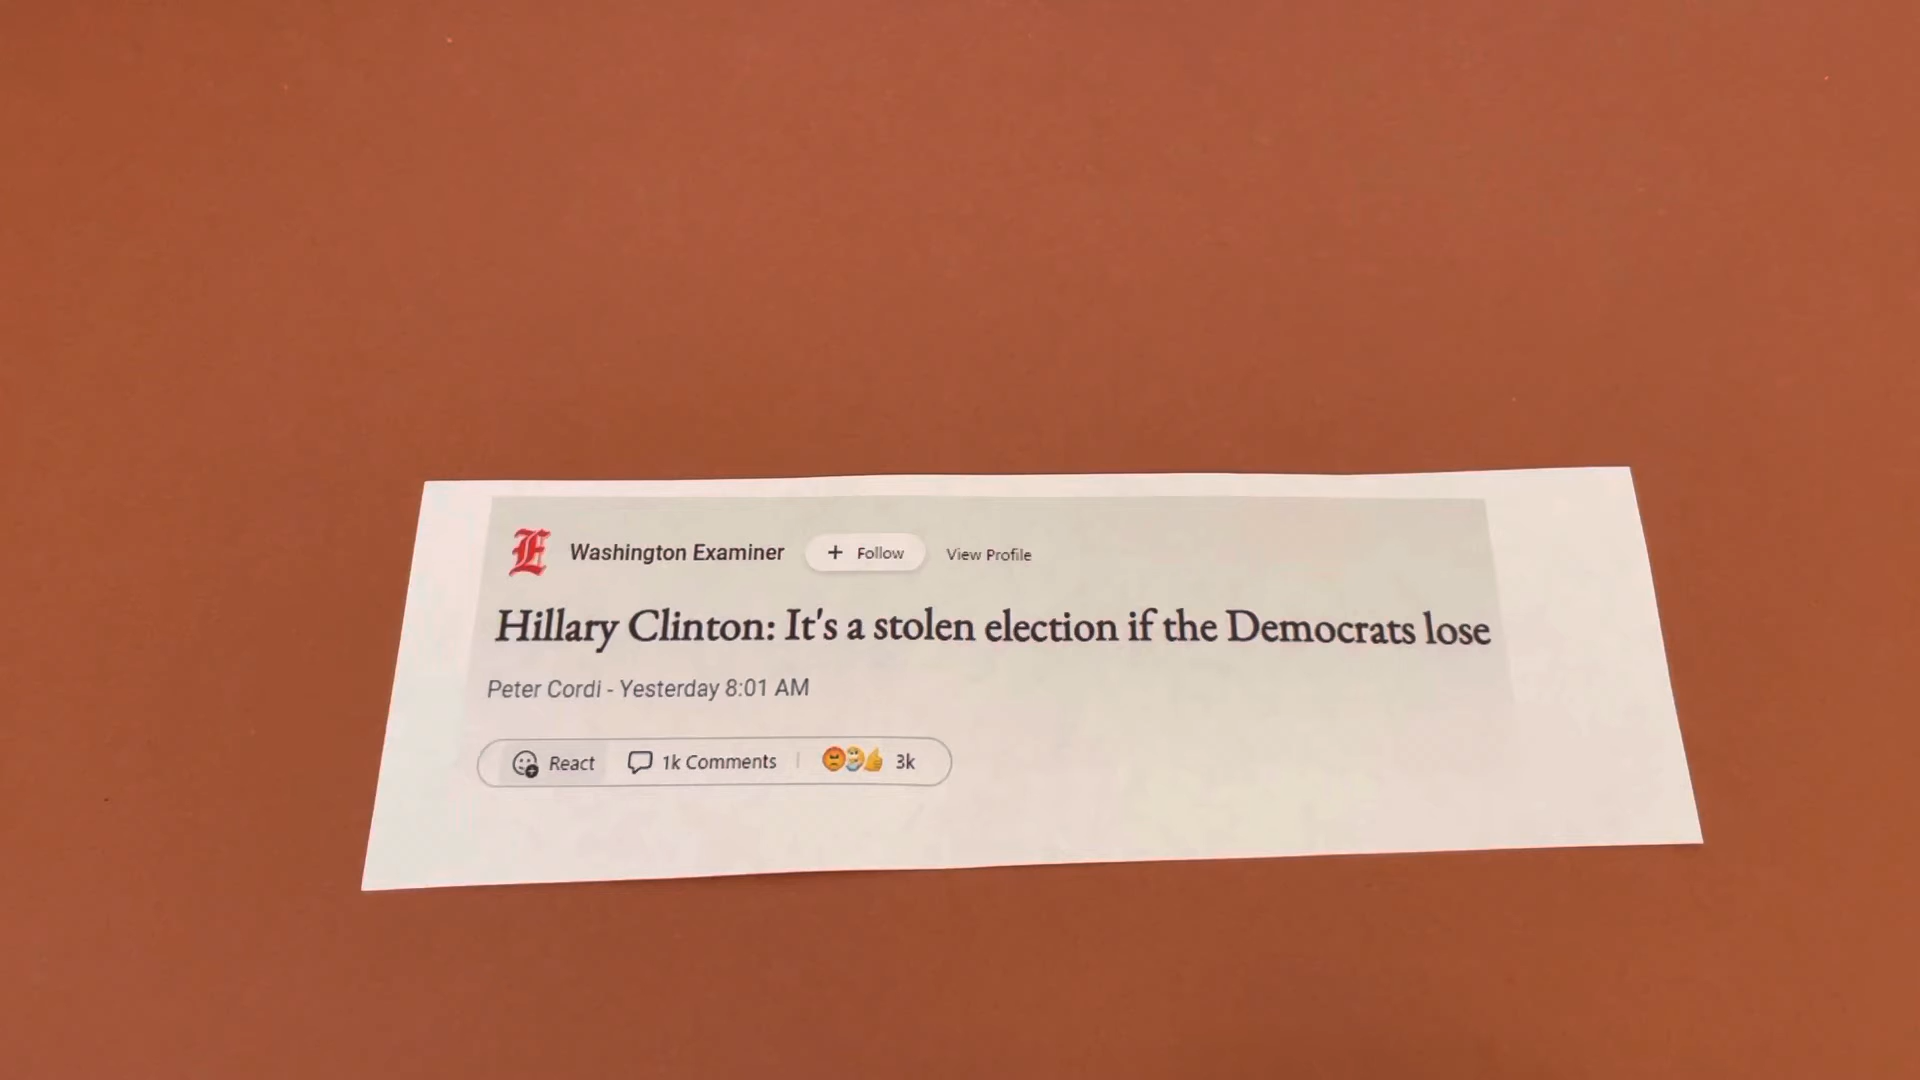 E Washington Examiner + Follow View Profile
Hillary Clinton: It's a stolen election if the Democrats lose
Peter Cordi - Yesterday 8:01 AM
React 1k Comments 3k